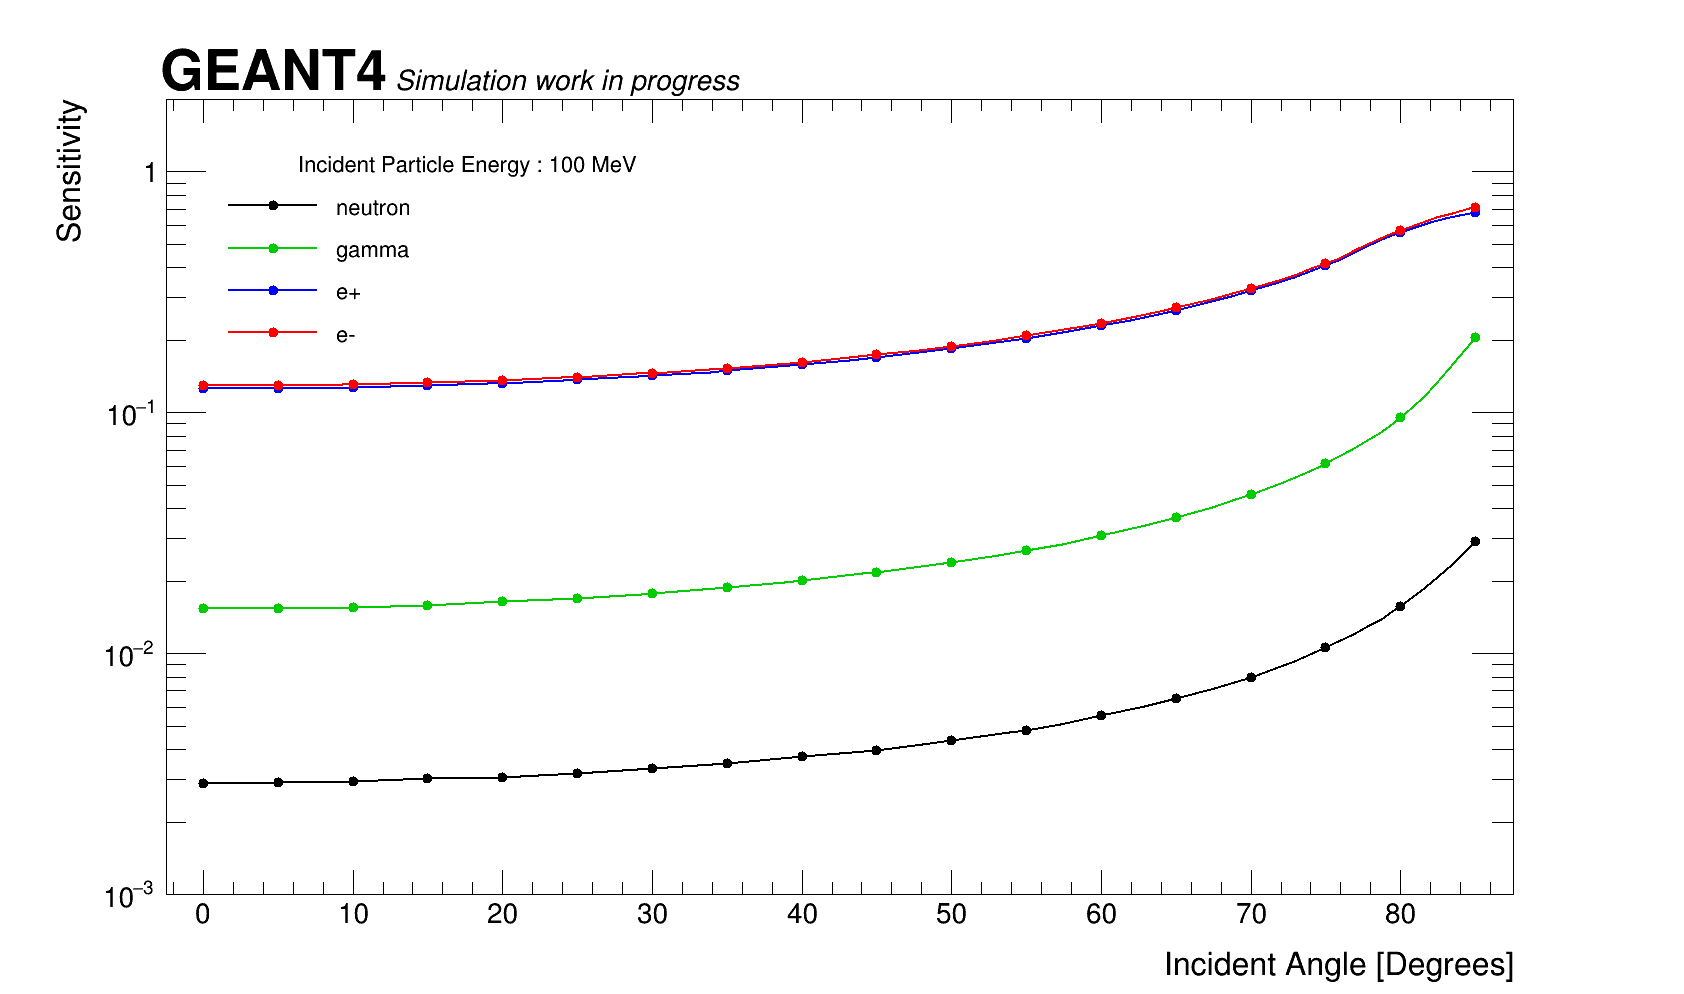 GEANT4 Simulation work in progress
Sensitivity
Incident Particle Energy : 100 MeV
neutron
gamma
e+
e-
1
10⁻¹
10⁻²
10⁻³
0 10 20 30 40 50 60 70 80
Incident Angle [Degrees]